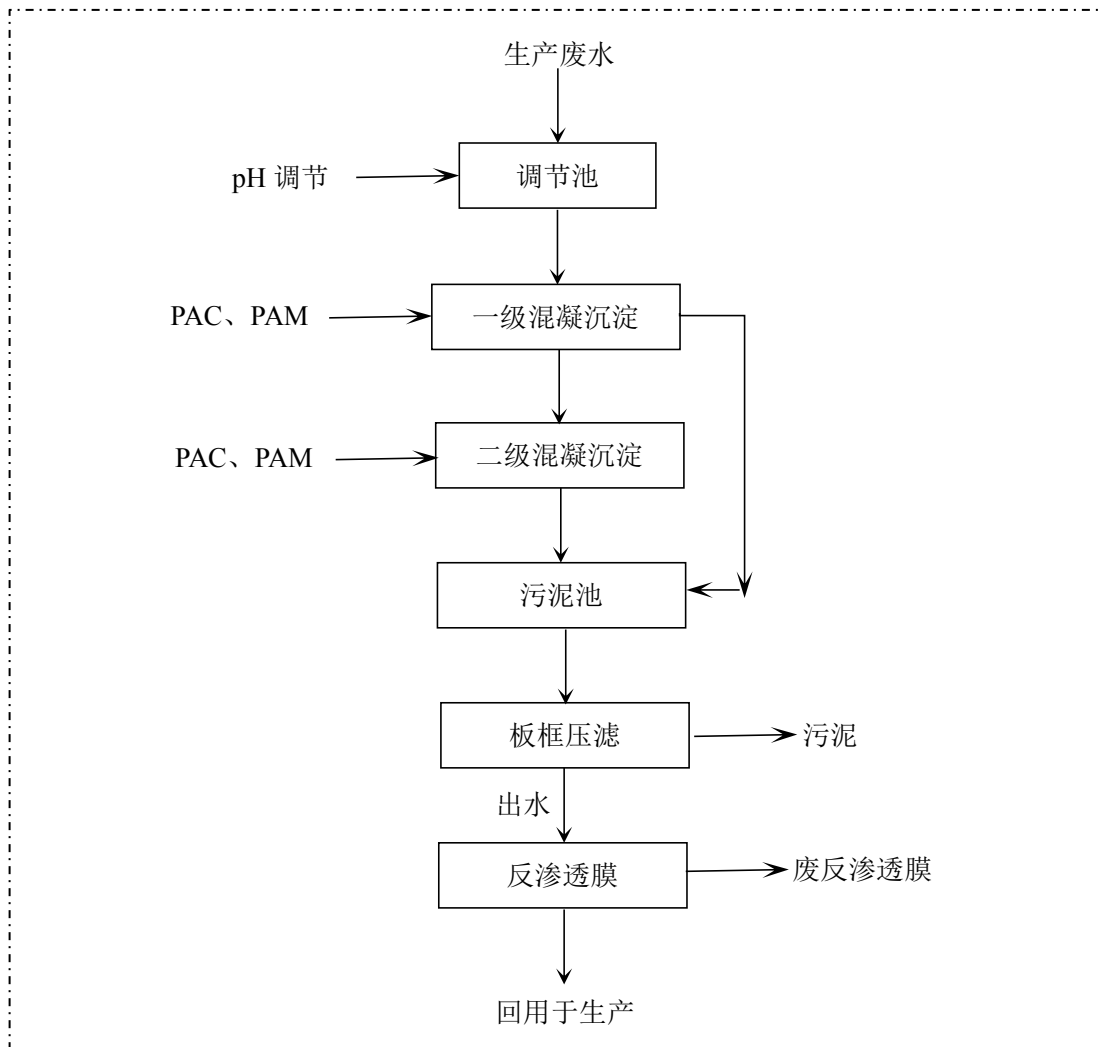 生产废水
pH 调节
调节池
PAC、PAM
一级混凝沉淀
PAC、PAM
二级混凝沉淀
污泥池
板框压滤
污泥
出水
反渗透膜
废反渗透膜
回用于生产